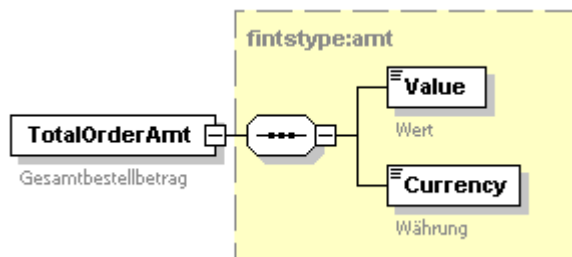 fintstype:amt
Value
Wert
TotalOrderAmt
Gesamtbestellbetrag
Currency
Währung